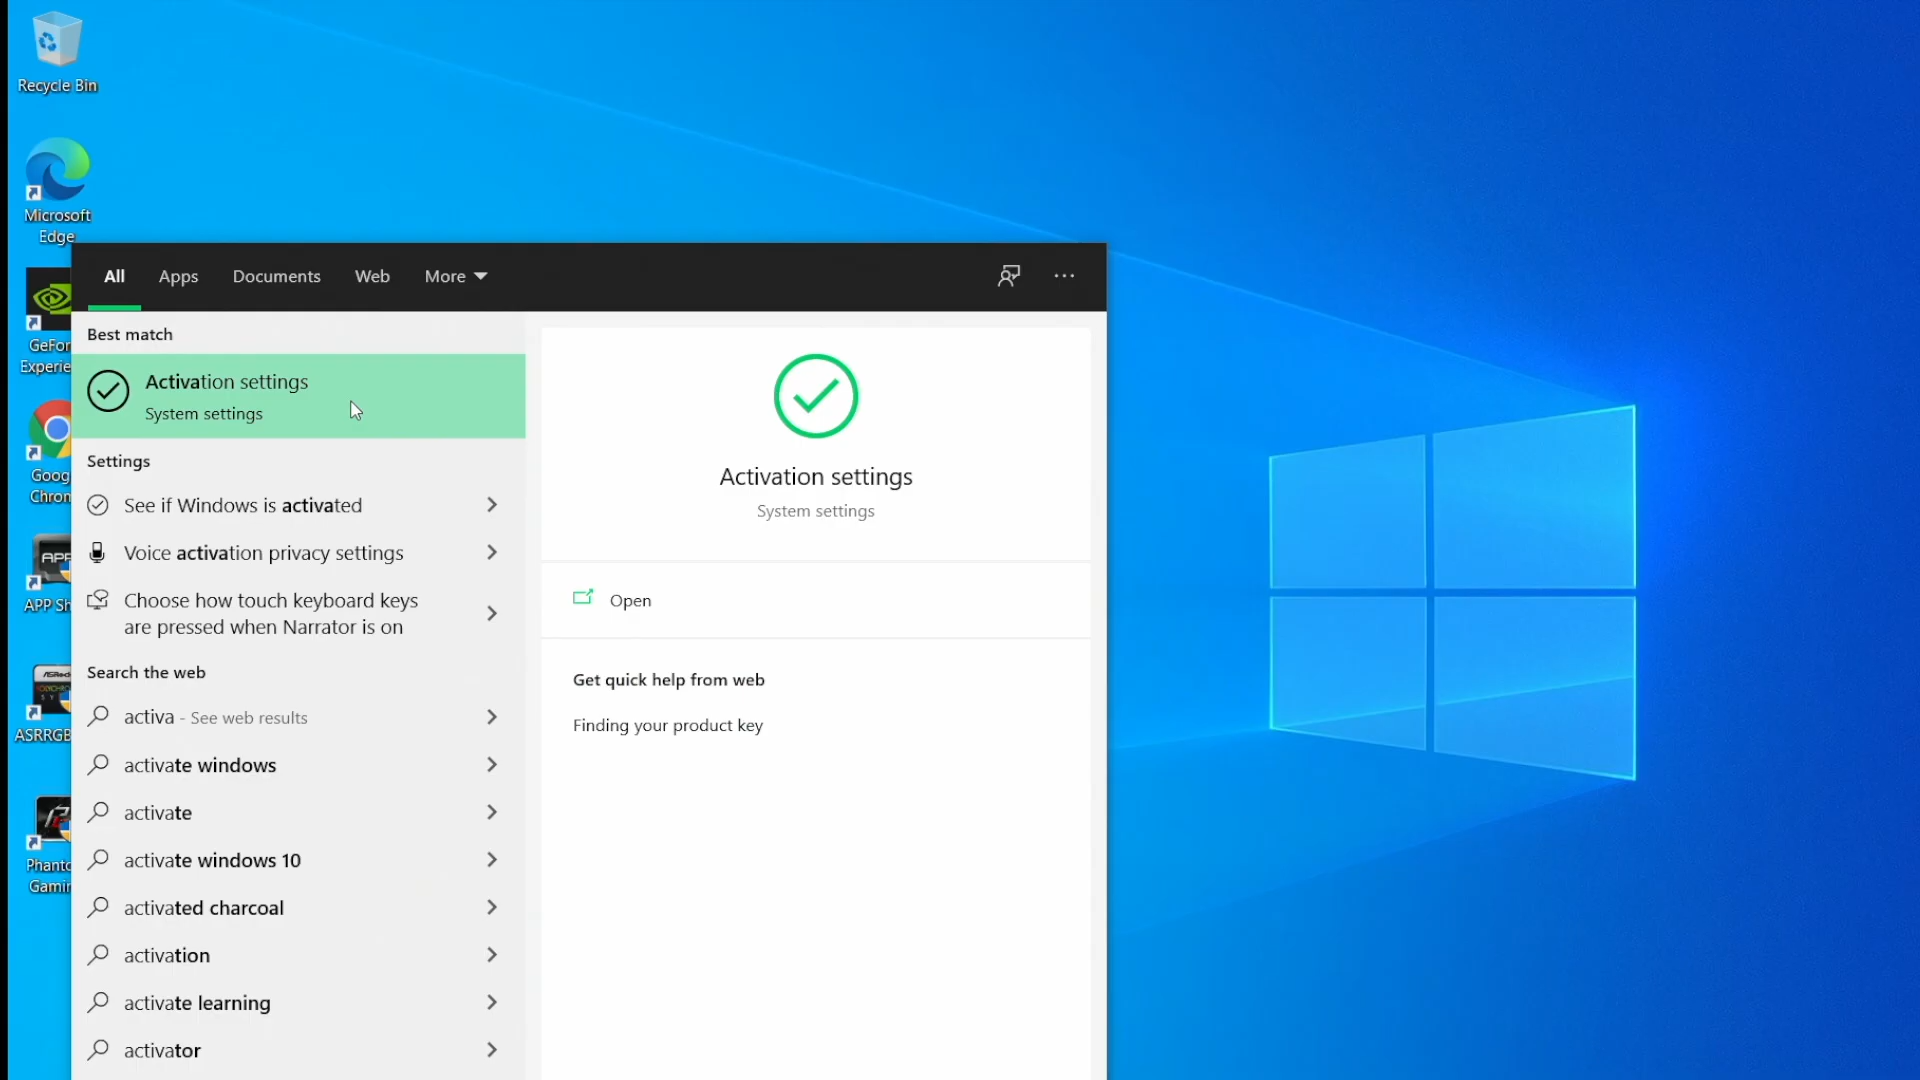 Recycle Bin
Microsoft
Edge
GeFor
Experie
Goog
Chron
APP Sh
ASRRGB
Phanto
Gamin
All Apps Documents Web More
Best match
Activation settings
System settings
Settings
See if Windows is activated
Voice activation privacy settings
Choose how touch keyboard keys
are pressed when Narrator is on
Search the web
activa - See web results
activate windows
activate
activate windows 10
activated charcoal
activation
activate learning
activator
Activation settings
System settings
Open
Get quick help from web
Finding your product key